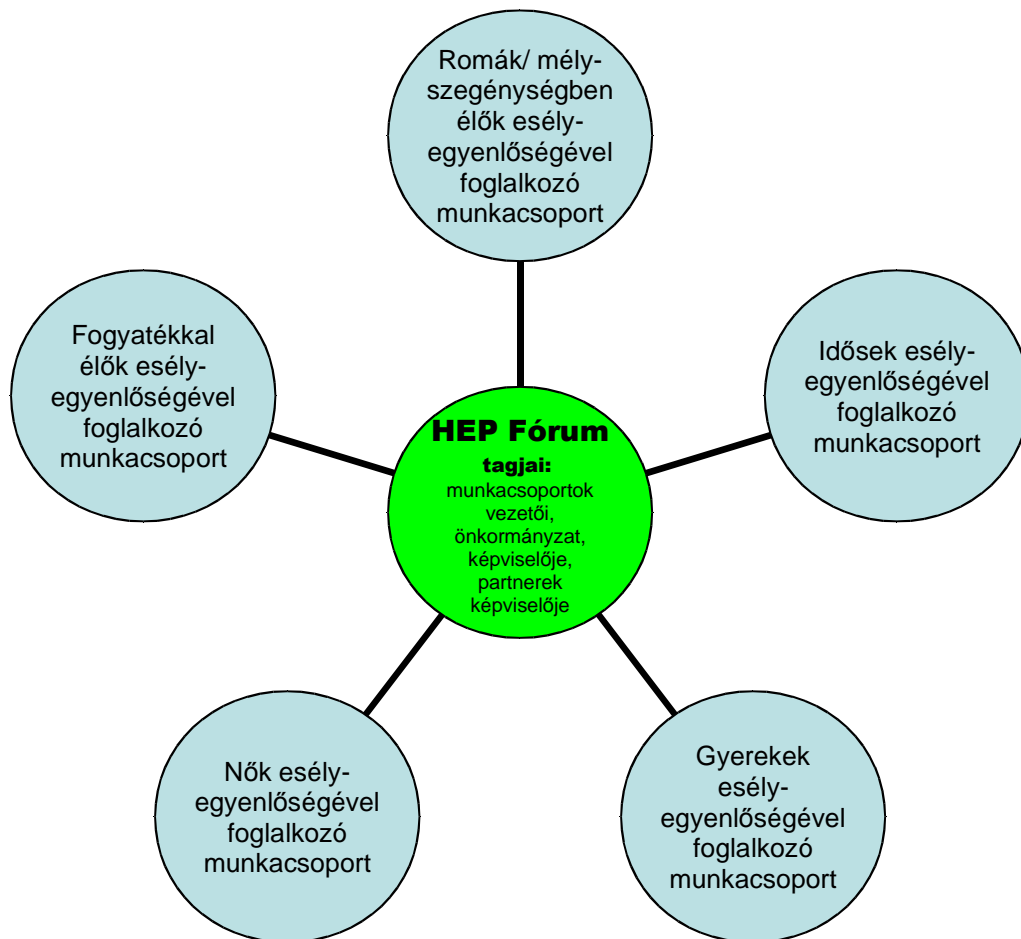 Romák/ mély-
szegénységben
élők esély-
egyenlőségével
foglalkozó
munkacsoport
Fogyatékkal
élők esély-
egyenlőségével
foglalkozó
munkacsoport
Idősek esély-
egyenlőségével
foglalkozó
munkacsoport
HEP Fórum
tagjai:
munkacsoportok
vezetői,
önkormányzat,
képviselője,
partnerek
képviselője
Nők esély-
egyenlőségével
foglalkozó
munkacsoport
Gyerekek
esély-
egyenlőségével
foglalkozó
munkacsoport